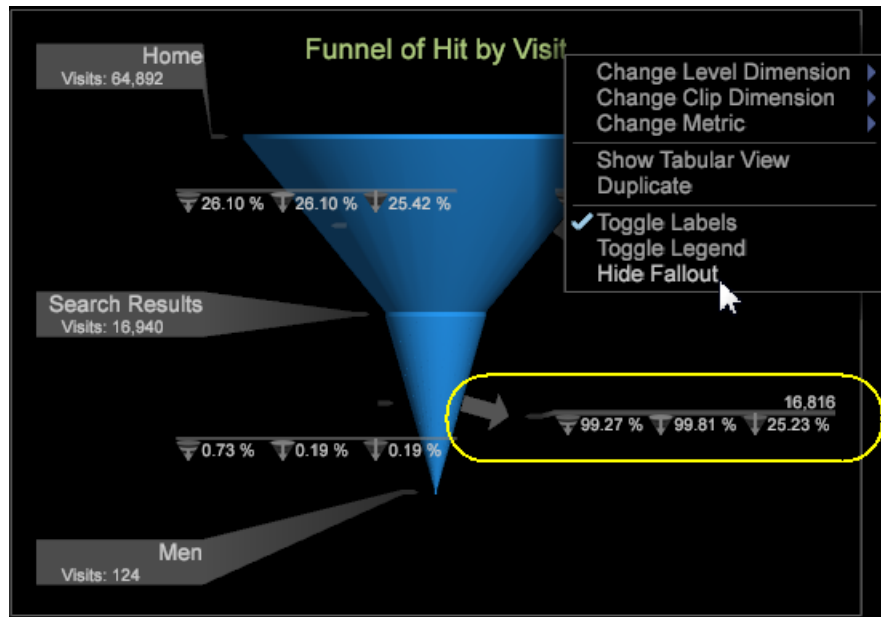 Funnel of Hit by Visit
Home
Visits: 64,892
Change Level Dimension
Change Clip Dimension
Change Metric
Show Tabular View
Duplicate
Toggle Labels
Toggle Legend
Hide Fallout
26.10 % 26.10 % 25.42 %
Search Results
Visits: 16,940
16,816
99.27 % 99.81 % 25.23 %
0.73 % 0.19 % 0.19 %
Men
Visits: 124